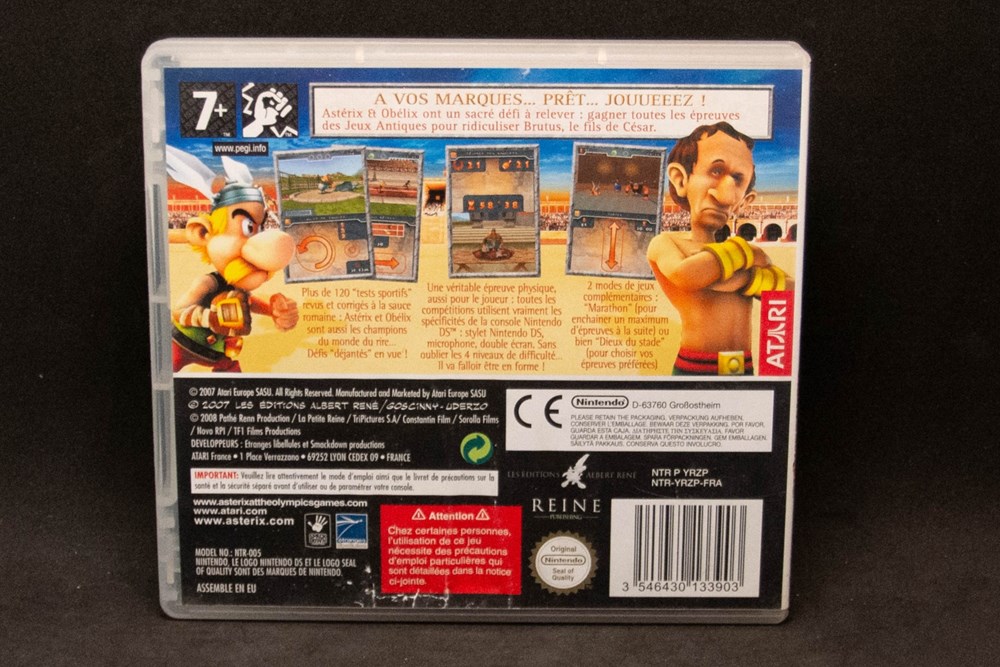 7+
www.pegi.info
A VOS MARQUES... PRÊT... JOUUEEEZ !
Astérix & Obélix ont un sacré défi à relever : gagner toutes les épreuves
des Jeux Antiques pour ridiculiser Brutus, le fils de César.
21
21
58 38
Plus de 120 "tests sportifs"
revus et corrigés à la sauce
romaine : Astérix et Obélix
sont aussi les champions
du monde du rire...
Défis "déjantés" en vue !
Une véritable épreuve physique,
aussi pour le joueur : toutes les
compétitions utilisent vraiment les
spécificités de la console Nintendo
DS™ : stylet Nintendo DS,
microphone, double écran. Sans
oublier les 4 niveaux de difficulté...
Il va falloir être en forme !
2 modes de jeux
complémentaires :
"Marathon" (pour
enchainer un maximum
d'épreuves à la suite) ou
bien "Dieux du stade"
(pour choisir vos
épreuves préférées)
ATARI
© 2007 Atari Europe SASU. All Rights Reserved. Manufactured and Marketed by Atari Europe SASU
© 2007 LES ÉDITIONS ALBERT RENÉ/GOSCINNY-UDERZO
© 2008 Pathé Renn Production / La Petite Reine / TriPictures S.A/ Constantin Film / Sorolla Films
/ Nova RPI / TF1 Films Productions
DEVELOPPEURS : Etranges libellules et Smackdown productions
ATARI France • 1 Place Verrazzano • 69252 LYON CEDEX 09 • FRANCE
IMPORTANT: Veuillez lire attentivement le mode d'emploi ainsi que le livret de précautions sur la
santé et la sécurité séparé avant d'utiliser ou de paramétrer votre console.
www.asterixattheolympicsgames.com
www.atari.com
www.asterix.com
MODEL NO.: NTR-005
NINTENDO, LE LOGO NINTENDO DS ET LE LOGO SEAL
OF QUALITY SONT DES MARQUES DE NINTENDO.
ASSEMBLE EN EU
Attention
Chez certaines personnes,
l'utilisation de ce jeu
nécessite des précautions
d'emploi particulières qui
sont détaillées dans la notice
ci-jointe.
CE
Nintendo D-63760 Großostheim
PLEASE RETAIN THE PACKAGING. VERPACKUNG AUFHEBEN.
CONSERVER L'EMBALLAGE. BEWAAR DEZE VERPAKKING. POR FAVOR,
GUARDA ESTA CAJA. ΔΙΑΤΗΡΗΣΤΕ ΤΗΝ ΣΥΣΚΕΥΑΣΙΑ. FAVOR
GUARDAR A EMBALAGEM. SPARA FÖRPACKNINGEN. GEM EMBALLAGEN.
SÄILYTÄ PAKKAUS. CONSERVA QUESTO INVOLUCRO.
LES EDITIONS ALBERT RENÉ
NTR P YRZP
NTR-YRZP-FRA
REINE
PUBLISHING
Original
Nintendo
Seal of
Quality
3 546430 133903